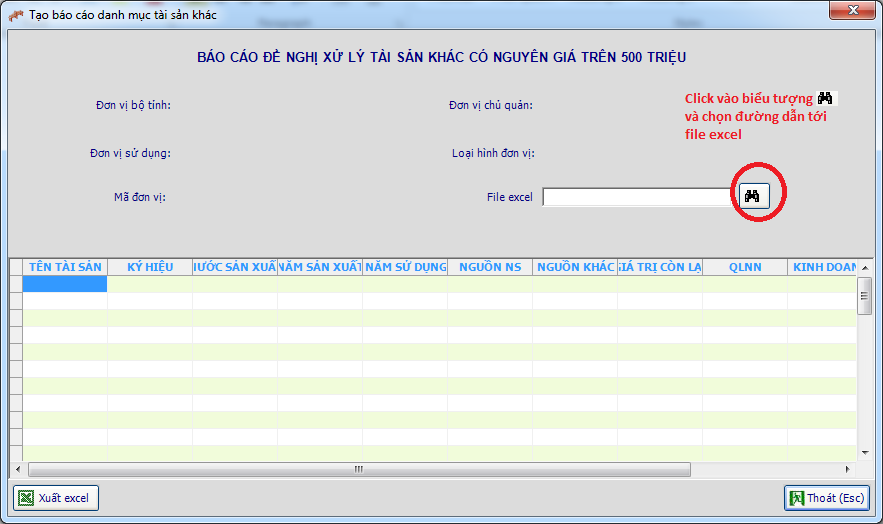 Tạo báo cáo danh mục tài sản khác
BÁO CÁO ĐỀ NGHỊ XỬ LÝ TÀI SẢN KHÁC CÓ NGUYÊN GIÁ TRÊN 500 TRIỆU
Đơn vị bộ tỉnh:
Đơn vị chủ quản:
Click vào biểu tượng
và chọn đường dẫn tới
file excel
Đơn vị sử dụng:
Loại hình đơn vị:
Mã đơn vị:
File excel
TÊN TÀI SẢN KÝ HIỆU NƯỚC SẢN XUẤ NĂM SẢN XUẤT NĂM SỬ DỤNG NGUỒN NS NGUỒN KHÁC GIÁ TRỊ CÒN LẠ QLNN KINH DOAN
Xuất excel
Thoát (Esc)